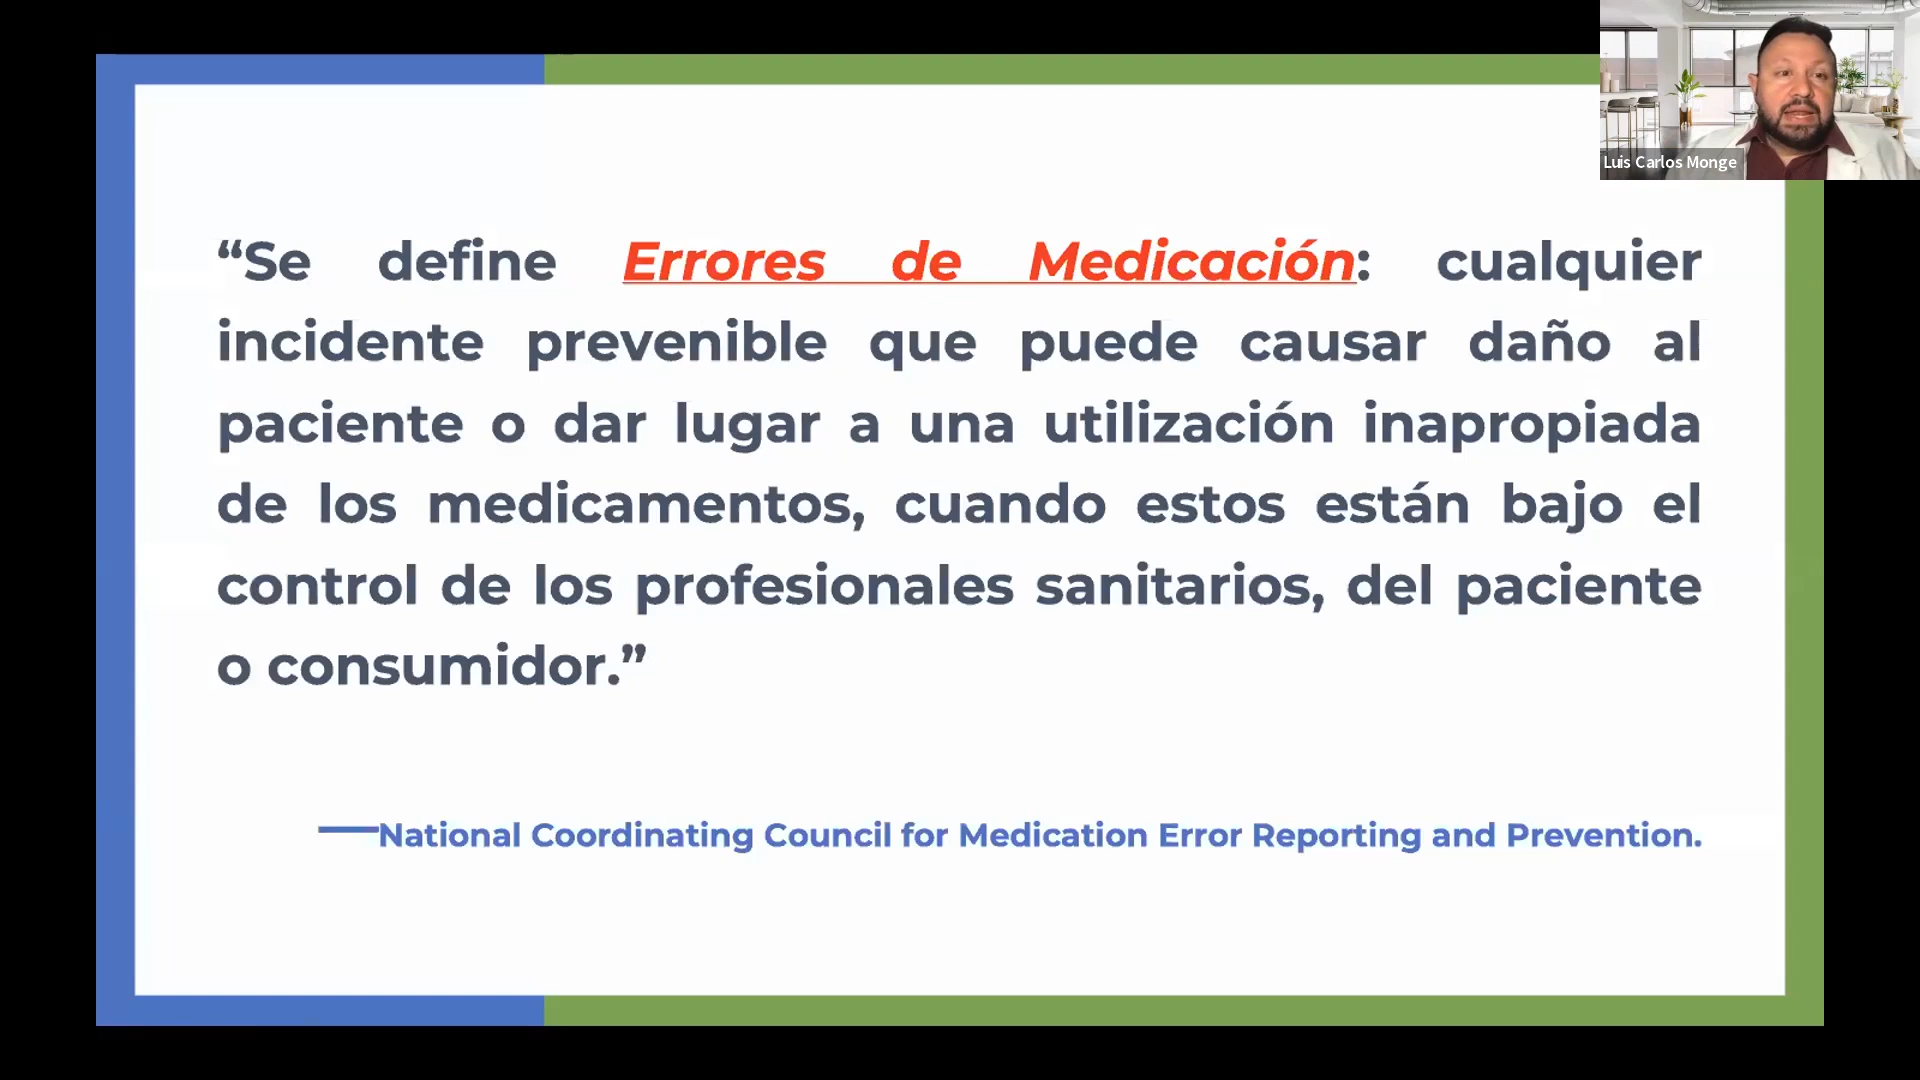 Luis Carlos Monge
“Se define Errores de Medicación: cualquier
incidente prevenible que puede causar daño al
paciente o dar lugar a una utilización inapropiada
de los medicamentos, cuando estos están bajo el
control de los profesionales sanitarios, del paciente
o consumidor.”
—National Coordinating Council for Medication Error Reporting and Prevention.